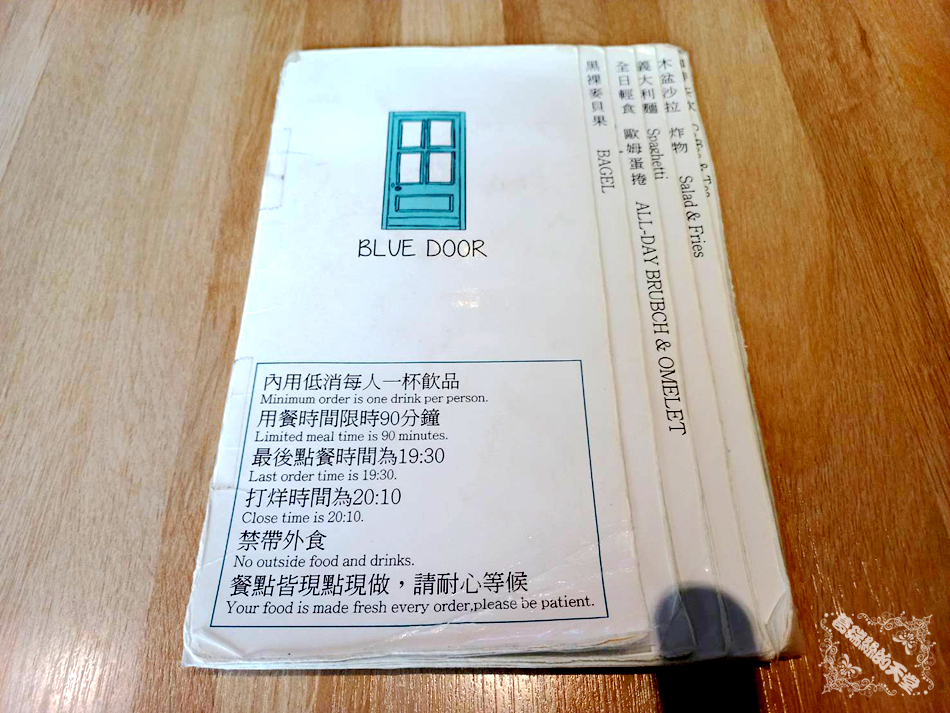 BLUE DOOR
內用低消每人一杯飲品
Minimum order is one drink per person.
用餐時間限時90分鐘
Limited meal time is 90 minutes.
最後點餐時間為19:30
Last order time is 19:30.
打烊時間為20:10
Close time is 20:10.
禁帶外食
No outside food and drinks.
餐點皆現點現做，請耐心等候
Your food is made fresh every order,please be patient.
黑裸麥貝果 BAGEL
全日輕食 歐姆蛋捲 ALL-DAY BRUBCH & OMELET
義大利麵 Spaghetti
木盆沙拉 炸物 Salad & Fries